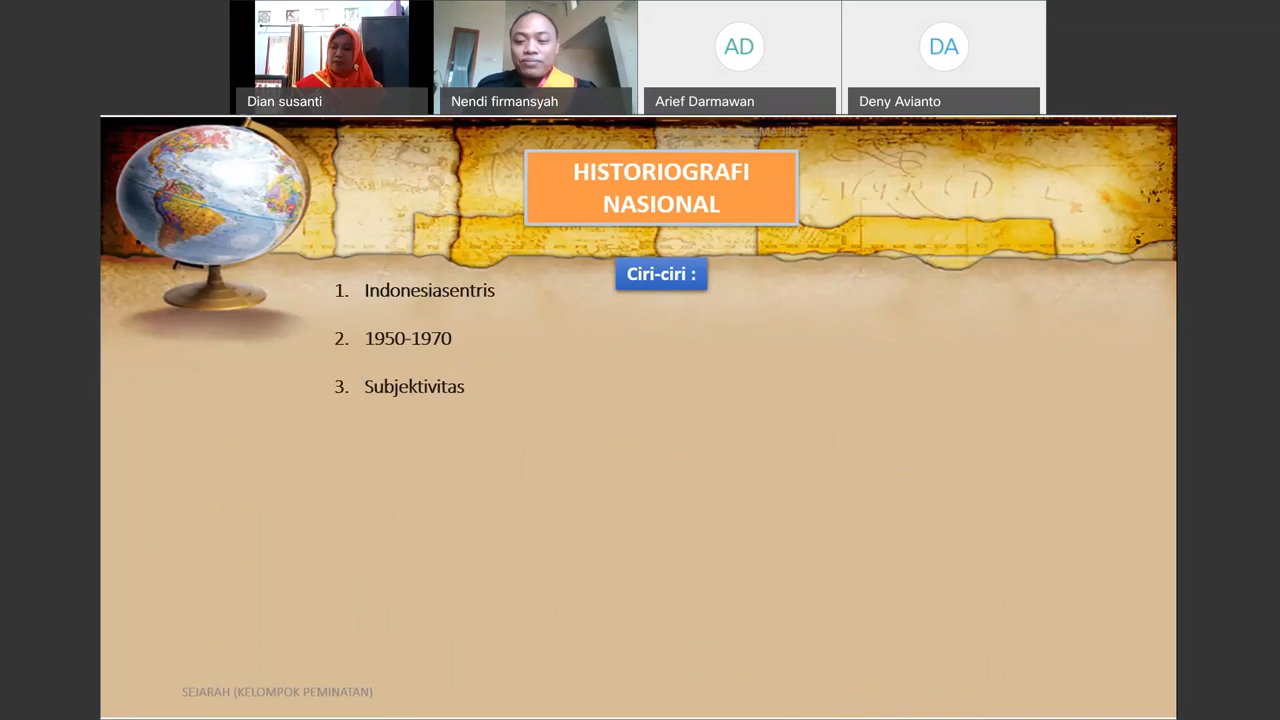 Dian susanti
Nendi firmansyah
AD
Arief Darmawan
DA
Deny Avianto
HISTORIOGRAFI
NASIONAL
Ciri-ciri :
1. Indonesiasentris
2. 1950-1970
3. Subjektivitas
SEJARAH (KELOMPOK PEMINATAN)